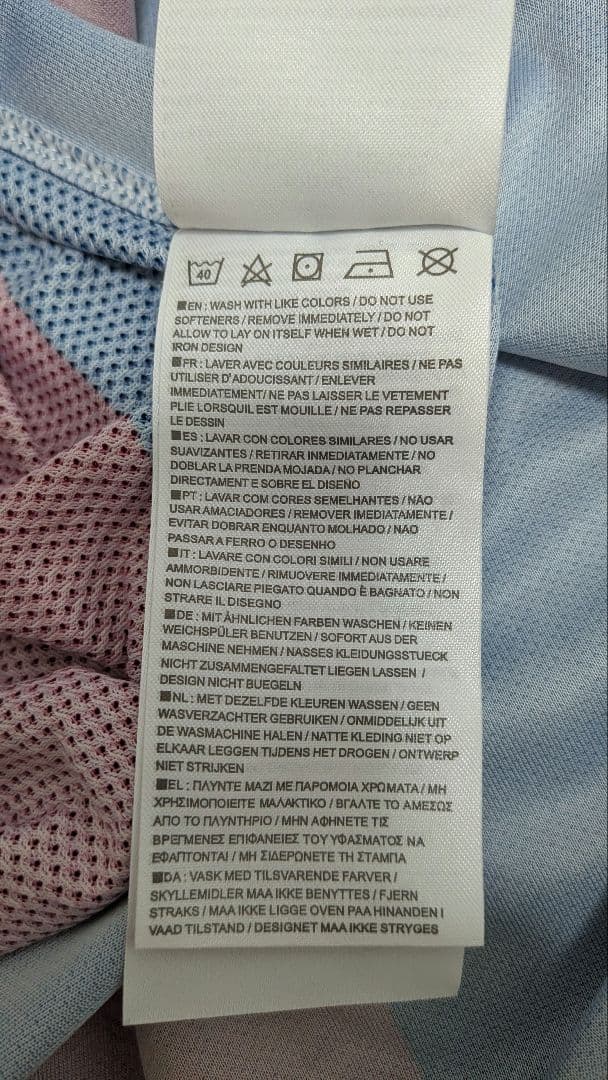 40
EN : WASH WITH LIKE COLORS / DO NOT USE
SOFTENERS / REMOVE IMMEDIATELY / DO NOT
ALLOW TO LAY ON ITSELF WHEN WET / DO NOT
IRON DESIGN
FR : LAVER AVEC COULEURS SIMILAIRES / NE PAS
UTILISER D'ADOUCISSANT / ENLEVER
IMMEDIATEMENT/ NE PAS LAISSER LE VETEMENT
PLIE LORSQUIL EST MOUILLE / NE PAS REPASSER
LE DESSIN
ES : LAVAR CON COLORES SIMILARES / NO USAR
SUAVIZANTES / RETIRAR INMEDIATAMENTE / NO
DOBLAR LA PRENDA MOJADA / NO PLANCHAR
DIRECTAMENTE SOBRE EL DISENO
PT : LAVAR COM CORES SEMELHANTES / NÃO
USAR AMACIADORES / REMOVER IMEDIATAMENTE /
EVITAR DOBRAR ENQUANTO MOLHADO / NÃO
PASSAR A FERRO O DESENHO
IT : LAVARE CON COLORI SIMILI / NON USARE
AMMORBIDENTE / RIMUOVERE IMMEDIATAMENTE /
NON LASCIARE PIEGATO QUANDO È BAGNATO / NON
STRARE IL DISEGNO
DE : MIT ÄHNLICHEN FARBEN WASCHEN / KEINEN
WEICHSPÜLER BENUTZEN / SOFORT AUS DER
MASCHINE NEHMEN / NASSES KLEIDUNGSSTUECK
NICHT ZUSAMMENGEFALTET LIEGEN LASSEN /
DESIGN NICHT BUEGELN
NL : MET DEZELFDE KLEUREN WASSEN / GEEN
WASVERZACHTER GEBRUIKEN / ONMIDDELIJK UIT
DE WASMACHINE HALEN / NATTE KLEDING NIET OP
ELKAAR LEGGEN TIJDENS HET DROGEN / ONTWERP
NIET STRIJKEN
EL : ΠΛΥΝΤΕ ΜΑΖΙ ΜΕ ΠΑΡΟΜΟΙΑ ΧΡΩΜΑΤΑ / ΜΗ
ΧΡΗΣΙΜΟΠΟΙΕΙΤΕ ΜΑΛΑΚΤΙΚΟ / ΒΓΑΛΤΕ ΤΟ ΑΜΕΣΩΣ
ΑΠΟ ΤΟ ΠΛΥΝΤΗΡΙΟ / ΜΗΝ ΑΦΗΝΕΤΕ ΤΙΣ
ΒΡΕΓΜΕΝΕΣ ΕΠΙΦΑΝΕΙΕΣ ΤΟΥ ΥΦΑΣΜΑΤΟΣ ΝΑ
ΕΦΑΠΤΟΝΤΑΙ / ΜΗ ΣΙΔΕΡΩΝΕΤΕ ΤΗ ΣΤΑΜΠΑ
DA : VASK MED TILSVARENDE FARVER /
SKYLLEMIDLER MAA IKKE BENYTTES / FJERN
STRAKS / MAA IKKE LIGGE OVEN PAA HINANDEN I
VAAD TILSTAND / DESIGNET MAA IKKE STRYGES